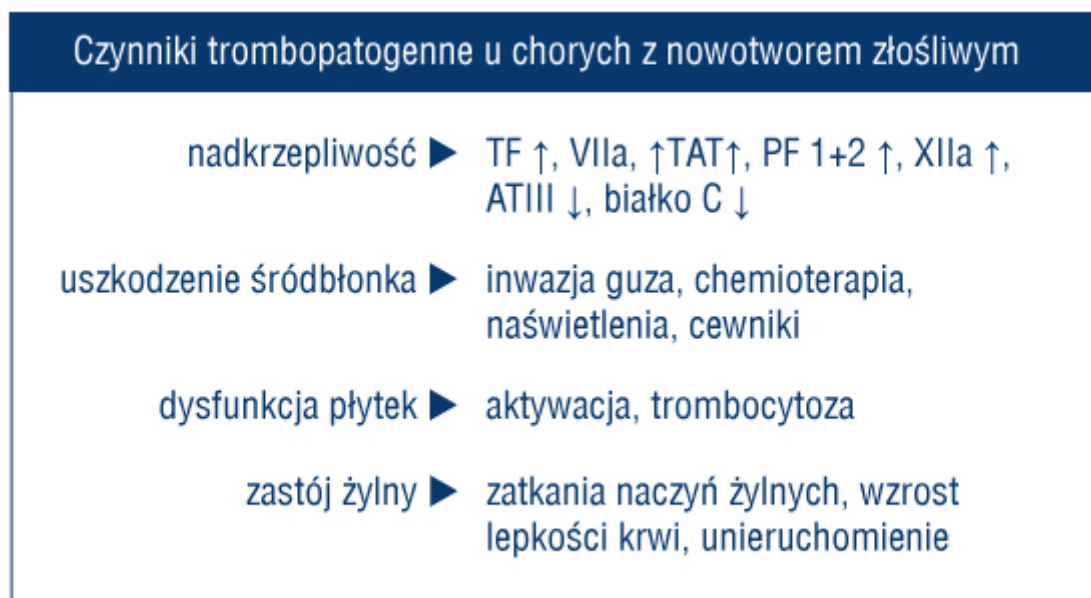 Czynniki trombopatogenne u chorych z nowotworem złośliwym
nadkrzepliwość ▶ TF ↑, VIIa, ↑TAT↑, PF 1+2 ↑, XIIa ↑,
ATIII ↓, białko C ↓
uszkodzenie śródbłonka ▶ inwazja guza, chemioterapia,
naświetlenia, cewniki
dysfunkcja płytek ▶ aktywacja, trombocytoza
zastój żylny ▶ zatkania naczyń żylnych, wzrost
lepkości krwi, unieruchomienie